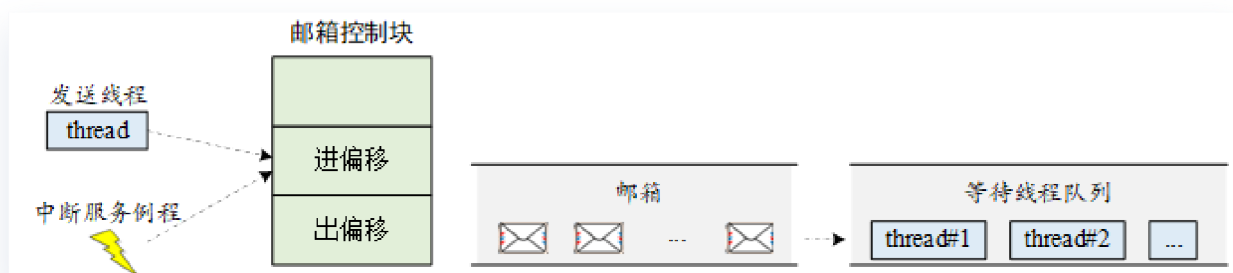 邮箱控制块
发送线程
thread
进偏移
中断服务例程
出偏移
邮箱
...
等待线程队列
thread#1
thread#2
...